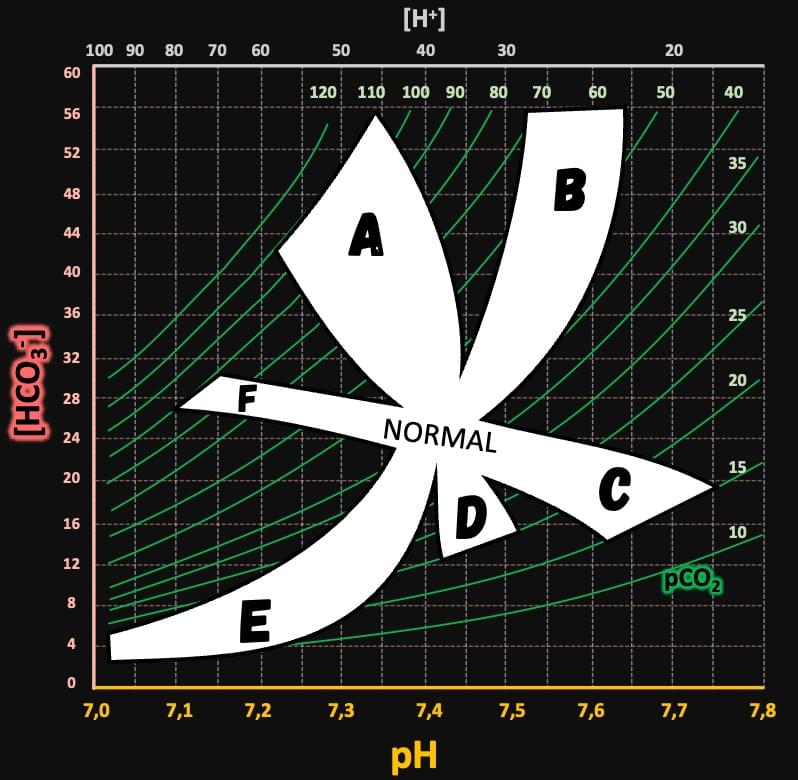 [H⁺]
100 90 80 70 60 50 40 30 20
60
120 110 100 90 80 70 60 50 40
56
52
35
48
B
44
A
30
40
36
25
32
28
F
20
NORMAL
24
20
15
C
16
D
10
12
pCO₂
8
E
4
0
[HCO₃⁻]
7,0 7,1 7,2 7,3 7,4 7,5 7,6 7,7 7,8
pH